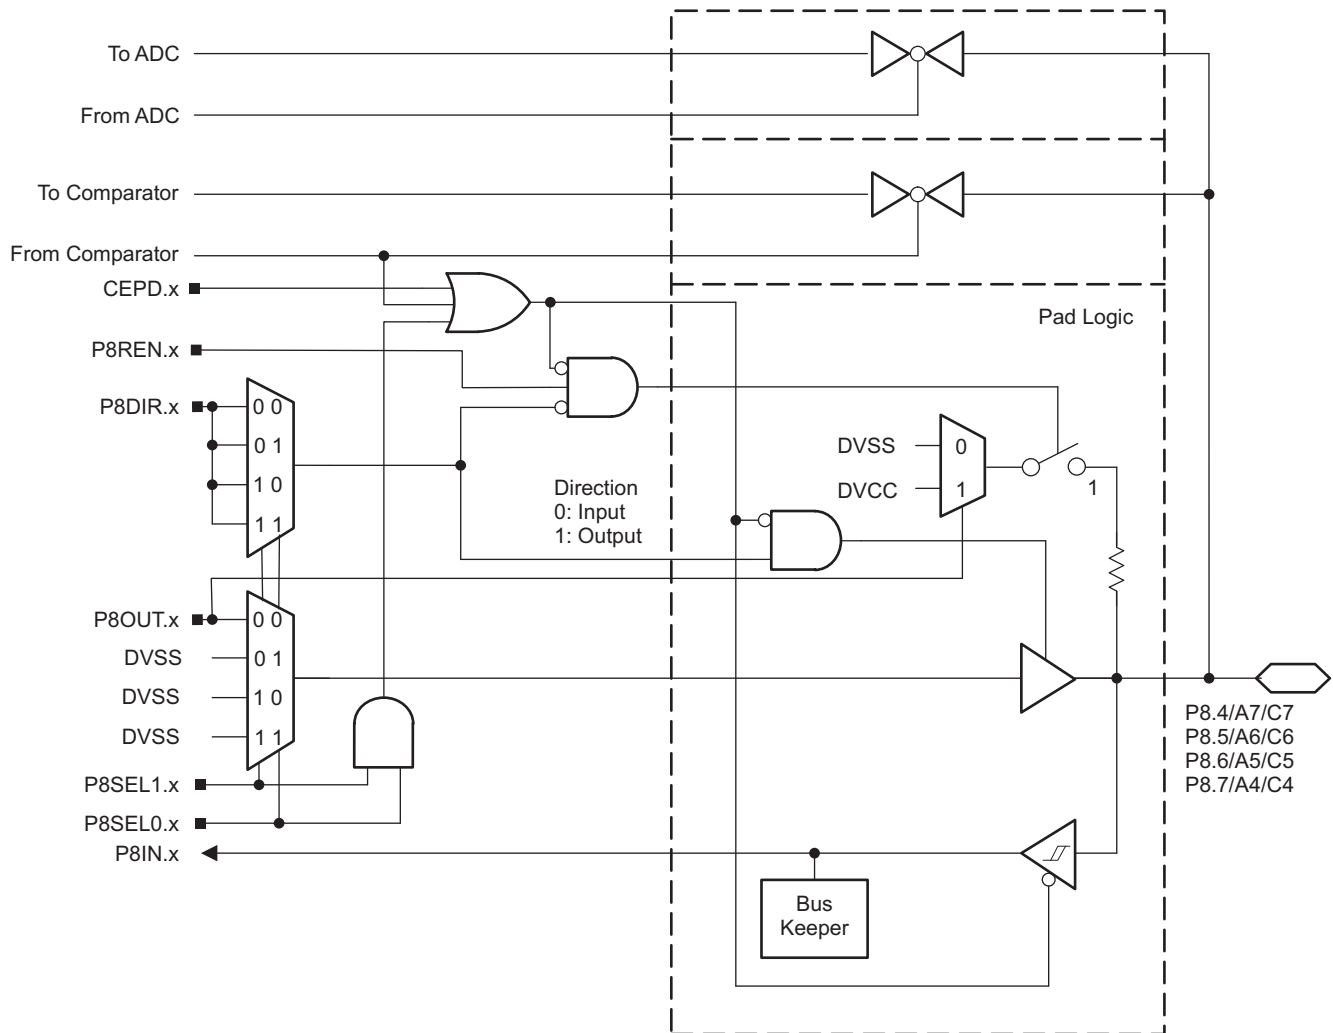 To ADC
From ADC
To Comparator
From Comparator
CEPD.x
Pad Logic
P8REN.x
P8DIR.x
0 0
0 1
1 0
1 1
DVSS
0
DVCC
1
1
Direction
0: Input
1: Output
P8OUT.x
0 0
DVSS
0 1
DVSS
1 0
DVSS
1 1
P8.4/A7/C7
P8.5/A6/C6
P8.6/A5/C5
P8.7/A4/C4
P8SEL1.x
P8SEL0.x
P8IN.x
Bus
Keeper